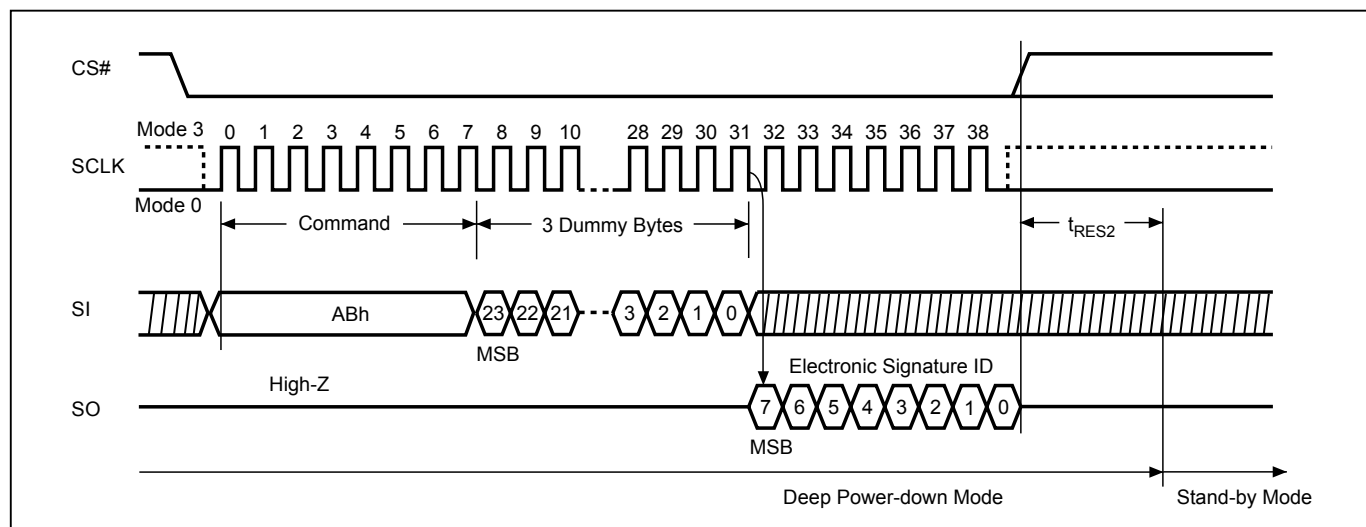 CS#
Mode 3 0 1 2 3 4 5 6 7 8 9 10 28 29 30 31 32 33 34 35 36 37 38
SCLK
Mode 0
Command 3 Dummy Bytes tRES2
SI ABh 23 22 21 3 2 1 0
MSB
High-Z Electronic Signature ID
SO 7 6 5 4 3 2 1 0
MSB
Deep Power-down Mode Stand-by Mode